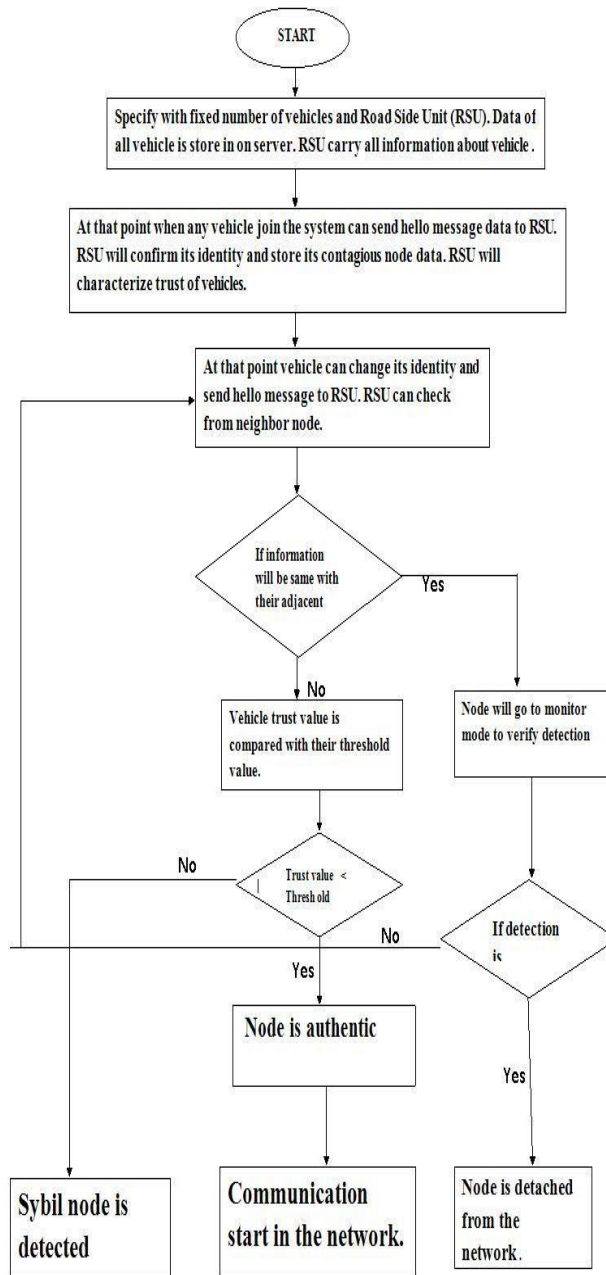 START
Specify with fixed number of vehicles and Road Side Unit (RSU). Data of
all vehicle is store in on server. RSU carry all information about vehicle .
At that point when any vehicle join the system can send hello message data to RSU.
RSU will confirm its identity and store its contagious node data. RSU will
characterize trust of vehicles.
At that point vehicle can change its identity and
send hello message to RSU. RSU can check
from neighbor node.
If information
will be same with
their adjacent
Yes
No
Vehicle trust value is
compared with their threshold
value.
Node will go to monitor
mode to verify detection
No
Trust value <
Threshold
No
If detection
is
Yes
Node is authentic
Yes
Sybil node is
detected
Communication
start in the network.
Node is detached
from the
network .